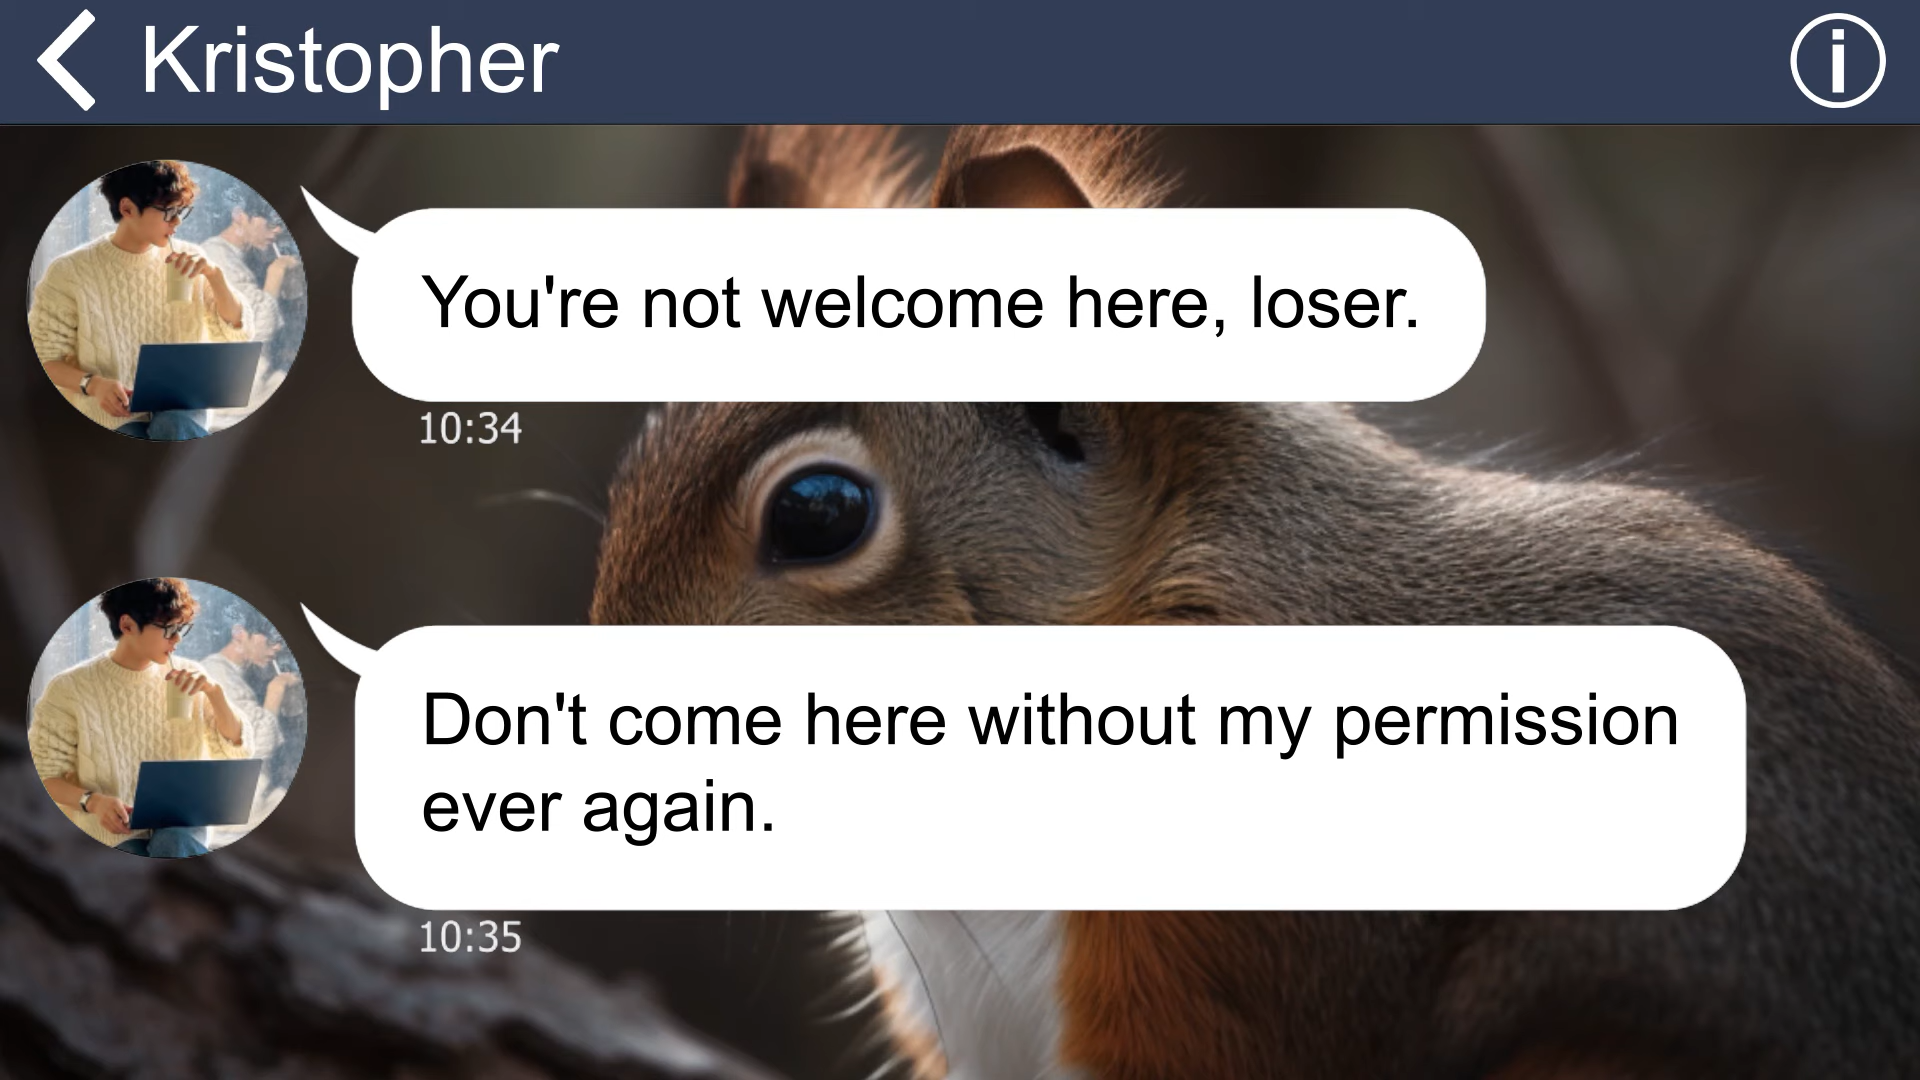 Kristopher
You're not welcome here, loser.
10:34
Don't come here without my permission
ever again.
10:35